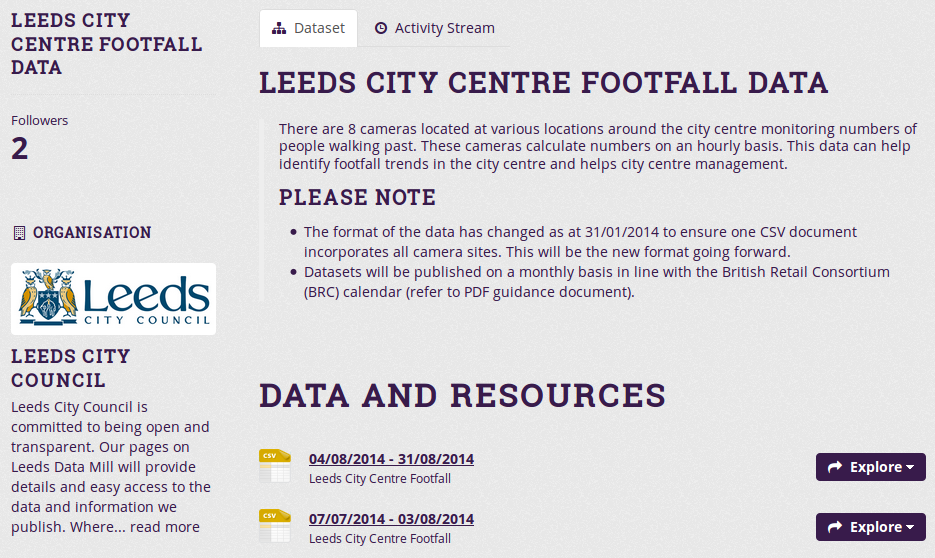 LEEDS CITY
CENTRE FOOTFALL
DATA
Followers
2
ORGANISATION
Leeds
CITY COUNCIL
LEEDS CITY
COUNCIL
Leeds City Council is
committed to being open and
transparent. Our pages on
Leeds Data Mill will provide
details and easy access to the
data and information we
publish. Where... read more
Dataset
Activity Stream
LEEDS CITY CENTRE FOOTFALL DATA
There are 8 cameras located at various locations around the city centre monitoring numbers of
people walking past. These cameras calculate numbers on an hourly basis. This data can help
identify footfall trends in the city centre and helps city centre management.
PLEASE NOTE
• The format of the data has changed as at 31/01/2014 to ensure one CSV document
incorporates all camera sites. This will be the new format going forward.
• Datasets will be published on a monthly basis in line with the British Retail Consortium
(BRC) calendar (refer to PDF guidance document).
DATA AND RESOURCES
csv
04/08/2014 - 31/08/2014
Leeds City Centre Footfall
Explore
csv
07/07/2014 - 03/08/2014
Leeds City Centre Footfall
Explore